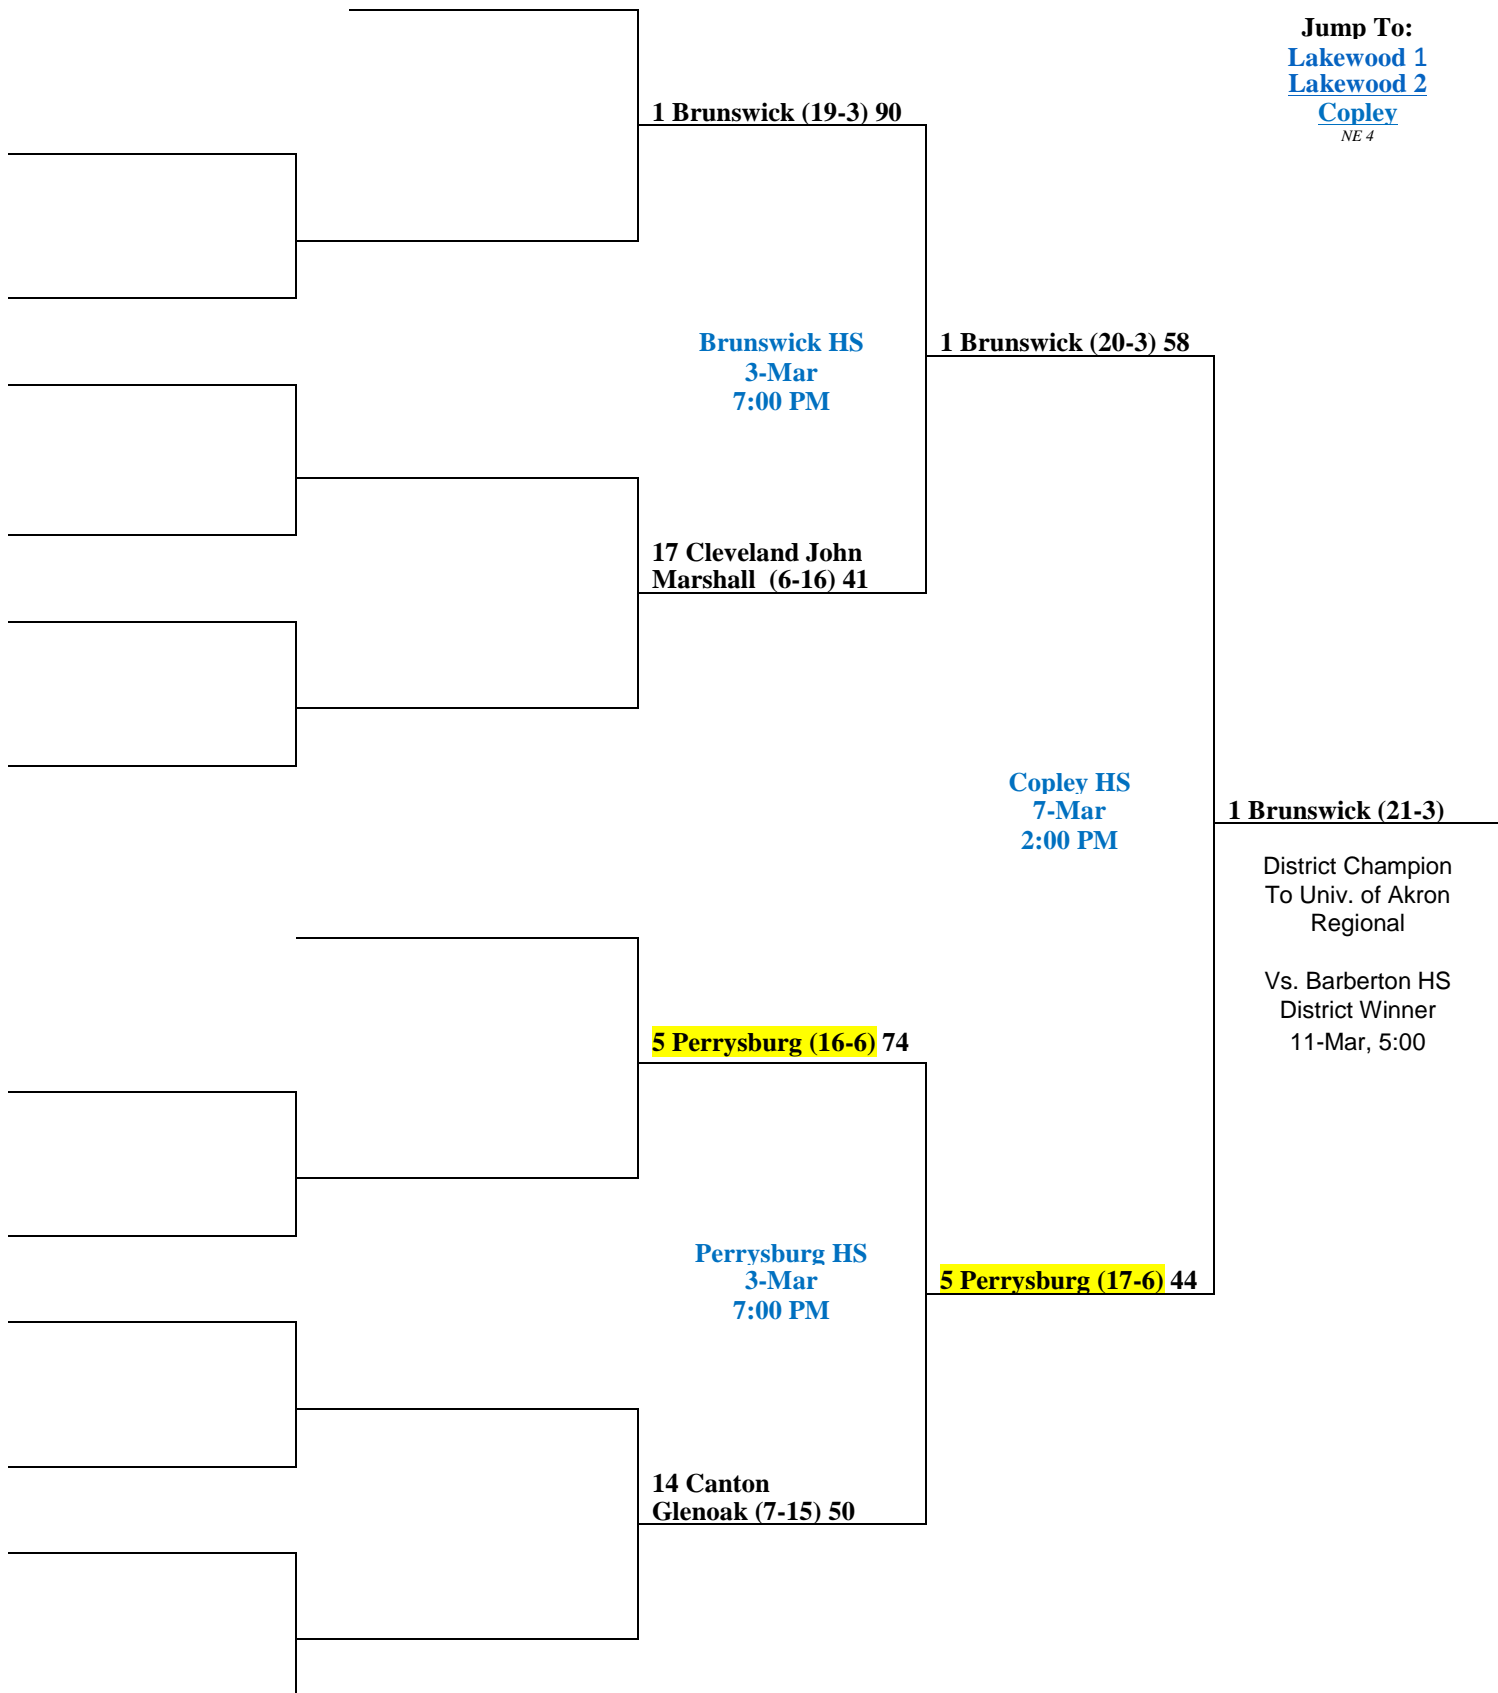 Jump To:
Lakewood 1
Lakewood 2
Copley
NE 4
1 Brunswick (19-3) 90
Brunswick HS
3-Mar
7:00 PM
1 Brunswick (20-3) 58
17 Cleveland John
Marshall  (6-16) 41
Copley HS
7-Mar
2:00 PM
1 Brunswick (21-3)
District Champion
To Univ. of Akron
Regional
Vs. Barberton HS
District Winner
11-Mar, 5:00
5 Perrysburg (16-6) 74
Perrysburg HS
3-Mar
7:00 PM
5 Perrysburg (17-6) 44
14 Canton
Glenoak (7-15) 50